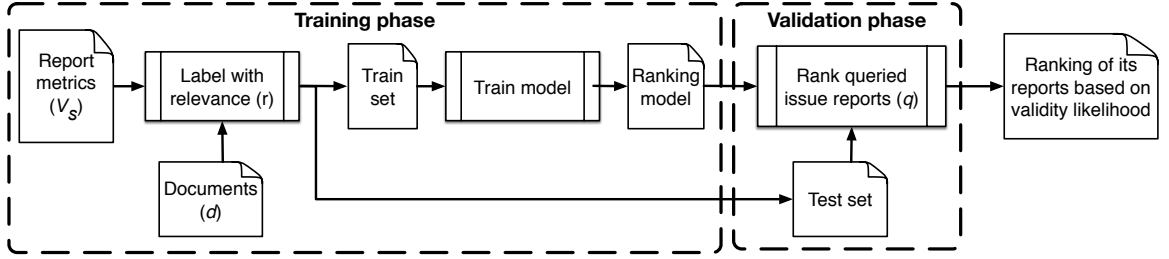 Training phase
Validation phase
Report
metrics
(Vs)
Label with
relevance (r)
Train
set
Train model
Ranking
model
Rank queried
issue reports (q)
Ranking of its
reports based on
validity likelihood
Documents
(d)
Test set